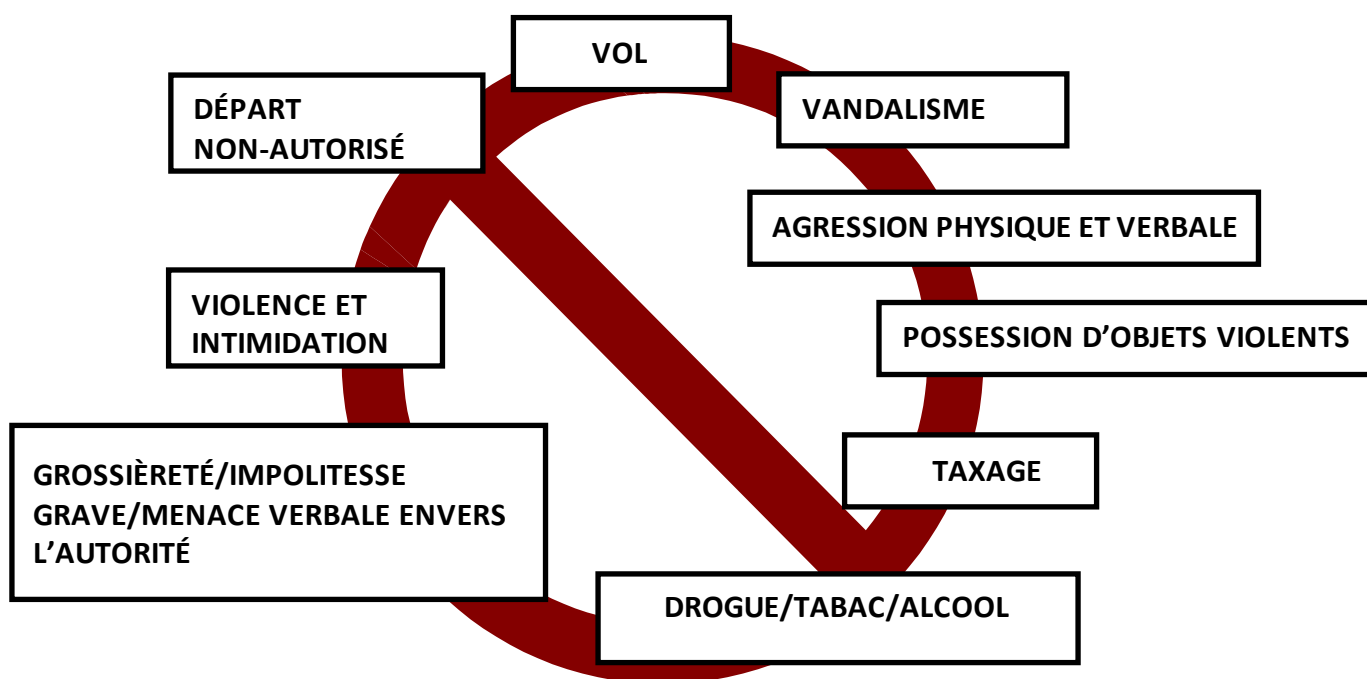 VOL
DÉPART
NON-AUTORISÉ
VANDALISME
AGRESSION PHYSIQUE ET VERBALE
VIOLENCE ET
INTIMIDATION
POSSESSION D’OBJETS VIOLENTS
GROSSIÈRETÉ/IMPOLITESSE
GRAVE/MENACE VERBALE ENVERS
L’AUTORITÉ
TAXAGE
DROGUE/TABAC/ALCOOL